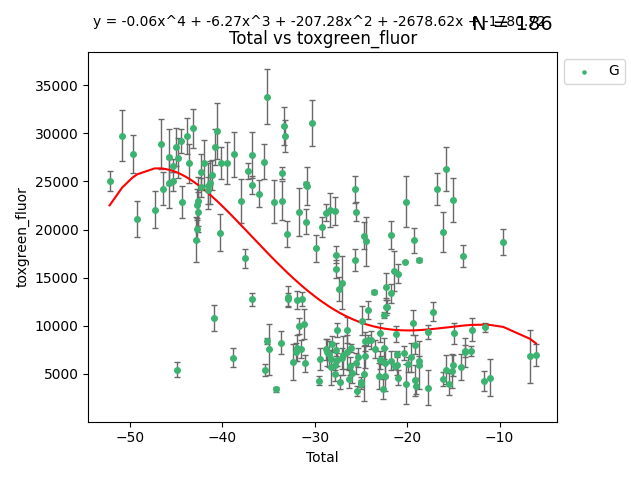 y = -0.06x^4 + -6.27x^3 + -207.28x^2 + -2678.62x +
N = 186
Total vs toxgreen_fluor
G
35000
30000
25000
20000
15000
10000
5000
toxgreen_fluor
−50
−40
−30
−20
−10
Total